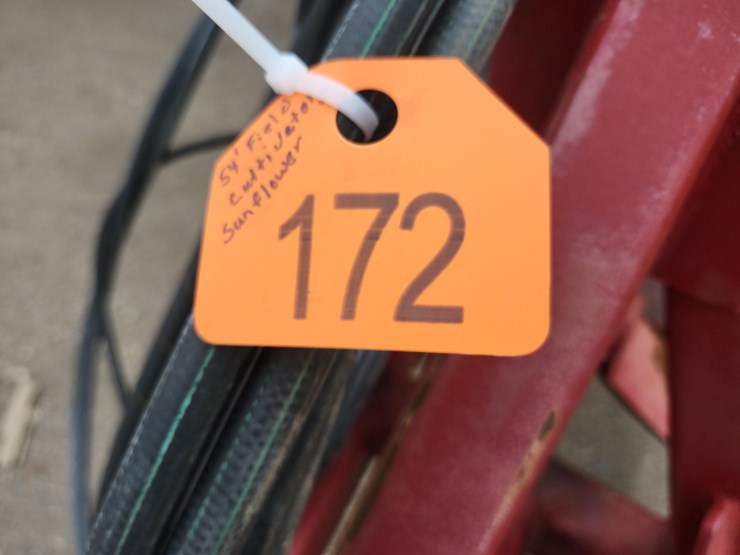 54' Field
Cultivator
Sunflower
172